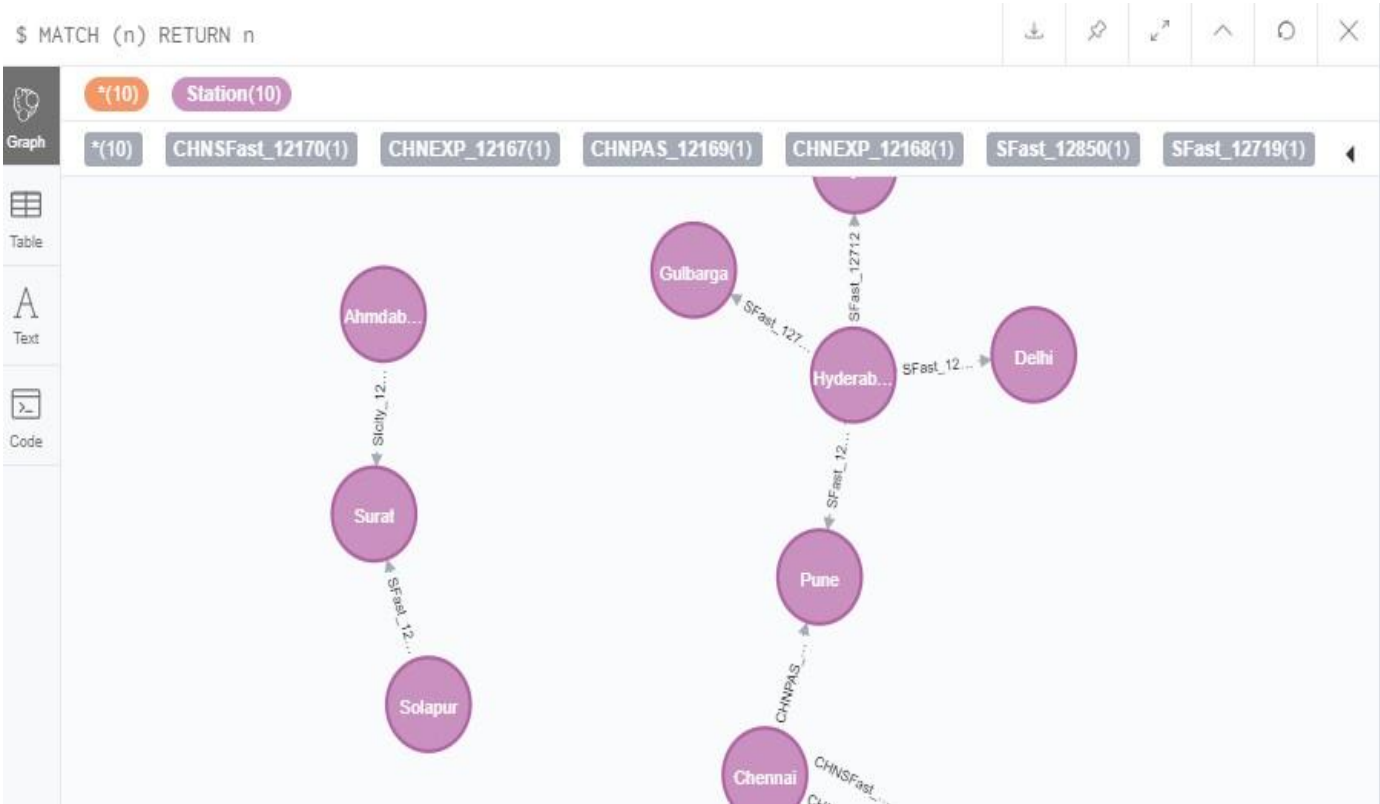 $ MATCH (n) RETURN n
*(10) Station(10)
Graph
*(10) CHNSFast_12170(1) CHNEXP_12167(1) CHNPAS_12169(1) CHNEXP_12168(1) SFast_12850(1) SFast_12719(1)
Table
Text
Code
SFast_12712
Gulbarga
SFast_127...
Ahmdab...
Hyderab...
SFast_12...
Delhi
SIcity_12...
SFast_12...
Surat
Pune
SFast_12...
CHNPAS_...
Solapur
Chennai
CHNSFast_...